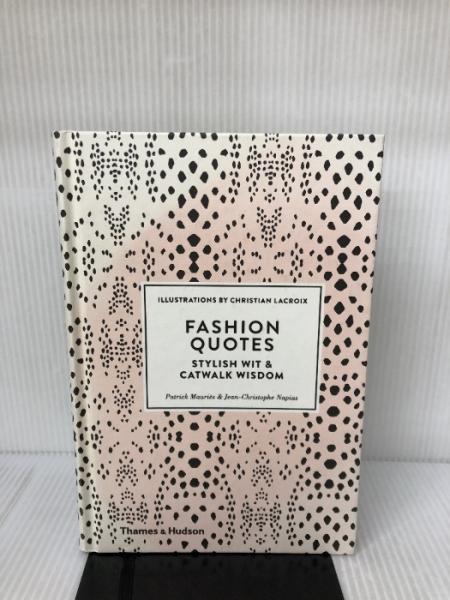 ILLUSTRATIONS BY CHRISTIAN LACROIX
FASHION
QUOTES
STYLISH WIT &
CATWALK WISDOM
Patrick Mauriès & Jean-Christophe Napias
Thames & Hudson